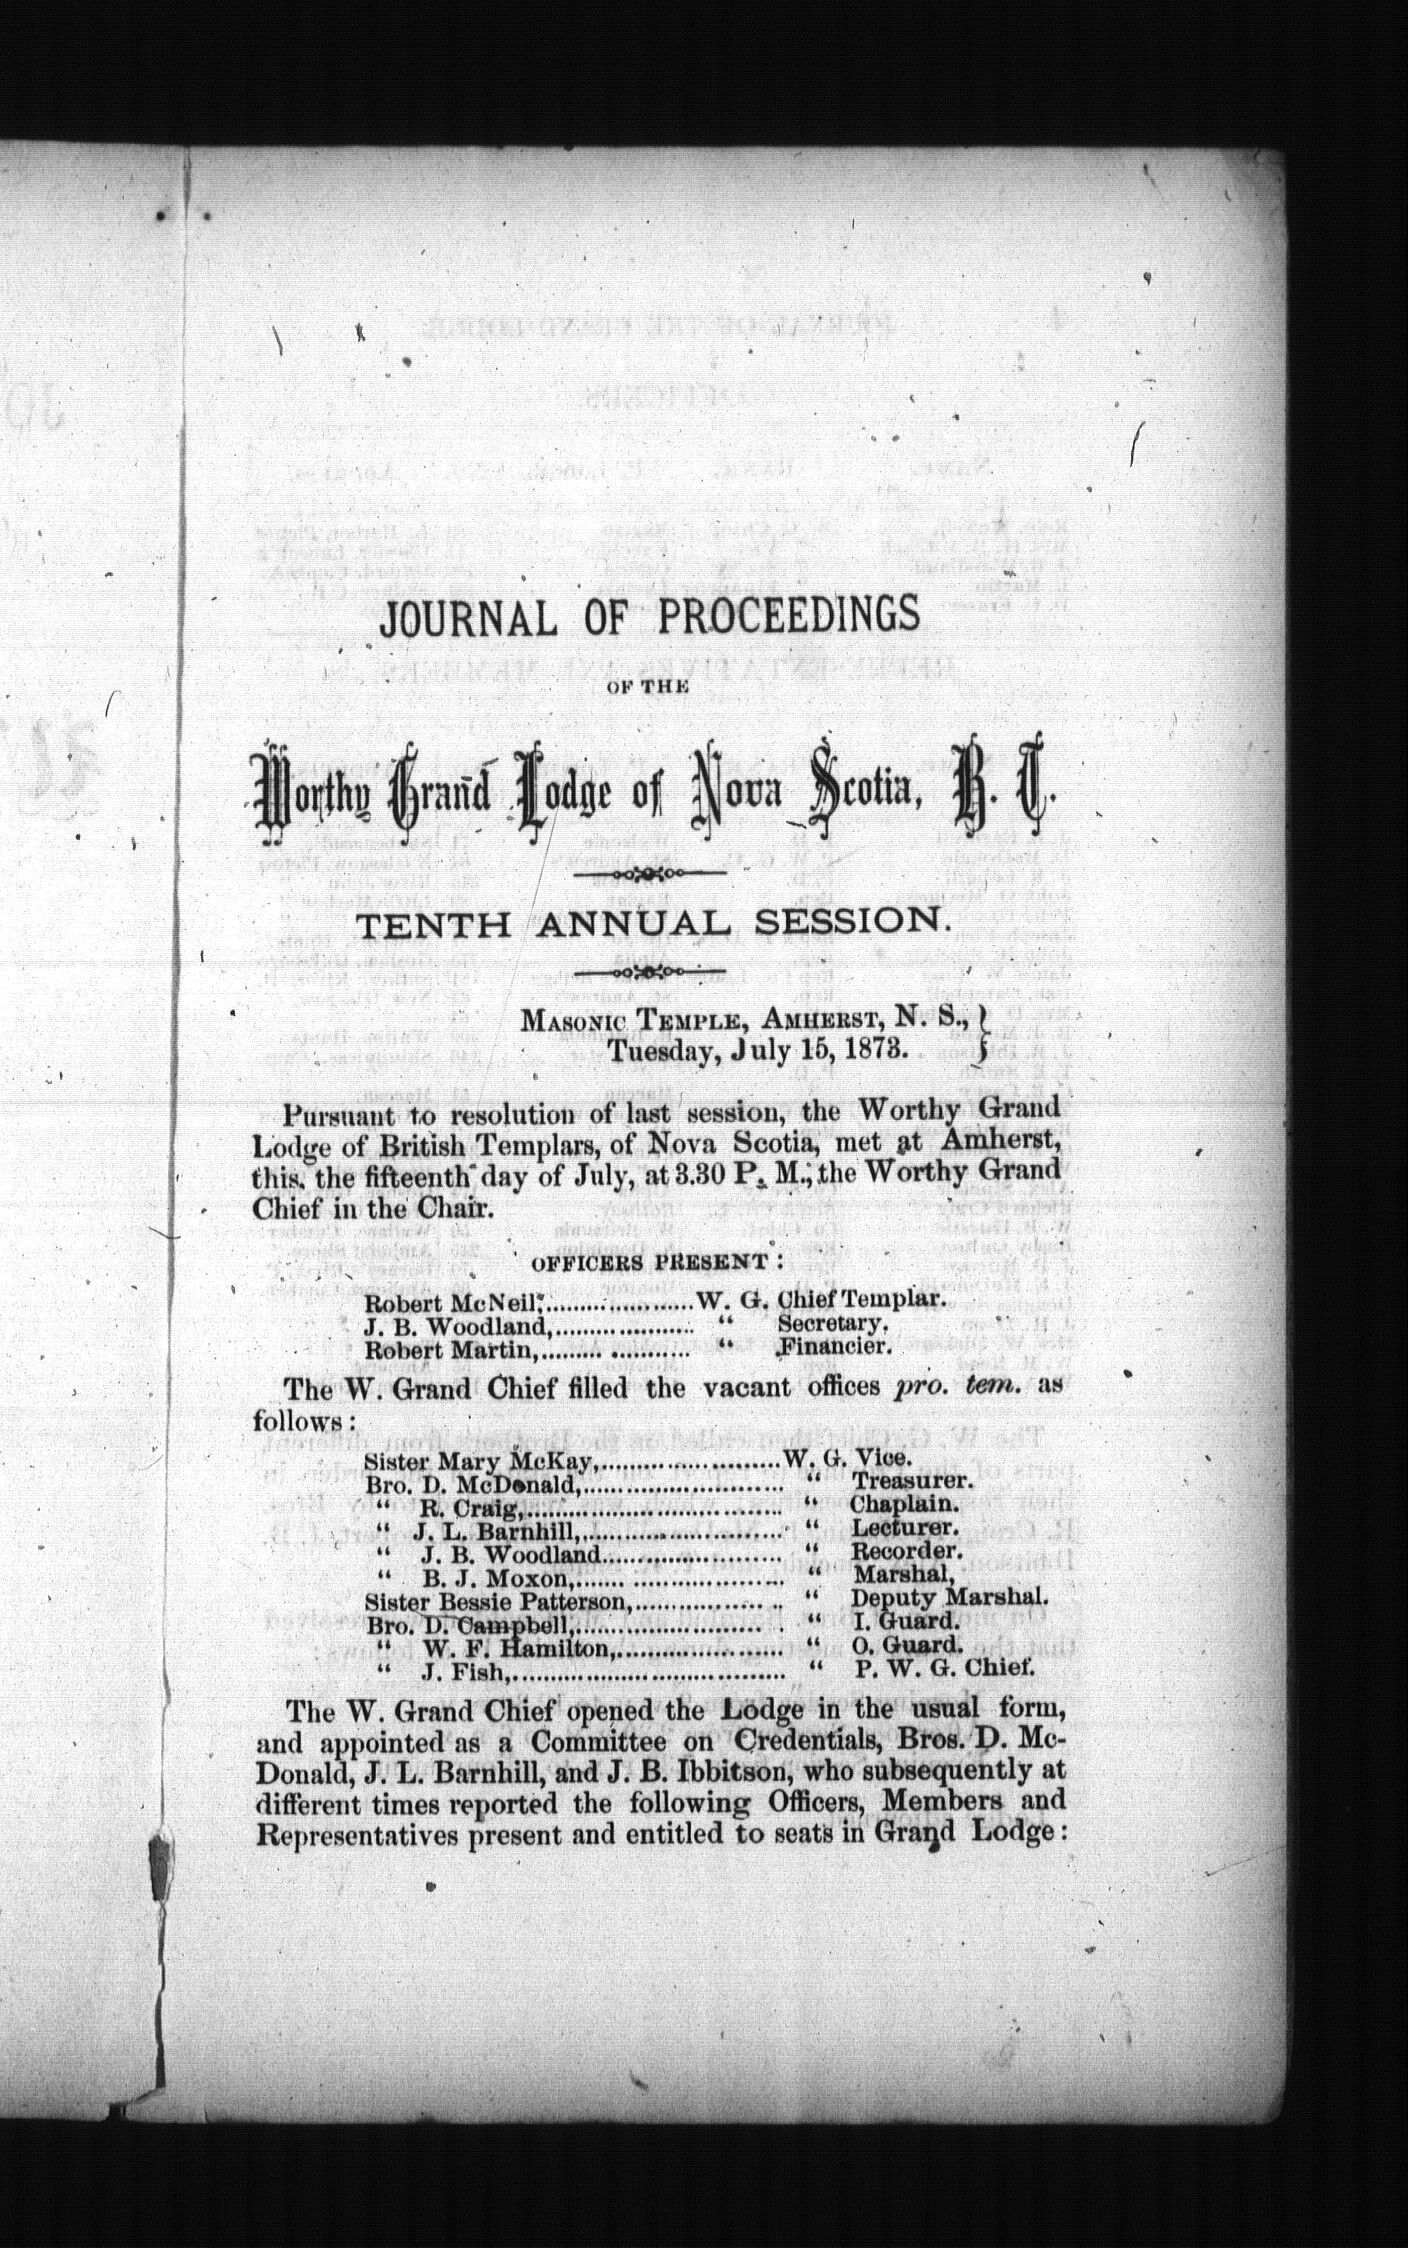 JOURNAL OF PROCEEDINGS
OF THE
Worthy Grand Lodge of Nova Scotia, B. T.
TENTH ANNUAL SESSION.
MASONIC TEMPLE, AMHERST, N. S., }
Tuesday, July 15, 1873. }
Pursuant to resolution of last session, the Worthy Grand
Lodge of British Templars, of Nova Scotia, met at Amherst,
this, the fifteenth day of July, at 3.30 P. M., the Worthy Grand
Chief in the Chair.
OFFICERS PRESENT:
Robert McNeil,....................W. G. Chief Templar.
J. B. Woodland,.................... “ Secretary.
Robert Martin,.................... “ Financier.
The W. Grand Chief filled the vacant offices pro. tem. as
follows:
Sister Mary McKay,........................W. G. Vice.
Bro. D. McDonald,........................ “ Treasurer.
“ R. Craig,........................ “ Chaplain.
“ J. L. Barnhill,........................ “ Lecturer.
“ J. B. Woodland........................ “ Recorder.
“ B. J. Moxon,........................ “ Marshal,
Sister Bessie Patterson,.................... “ Deputy Marshal.
Bro. D. Campbell,........................ “ I. Guard.
“ W. F. Hamilton,.................... “ O. Guard.
“ J. Fish,........................ “ P. W. G. Chief.
The W. Grand Chief opened the Lodge in the usual form,
and appointed as a Committee on Credentials, Bros. D. Mc-
Donald, J. L. Barnhill, and J. B. Ibbitson, who subsequently at
different times reported the following Officers, Members and
Representatives present and entitled to seats in Grand Lodge: